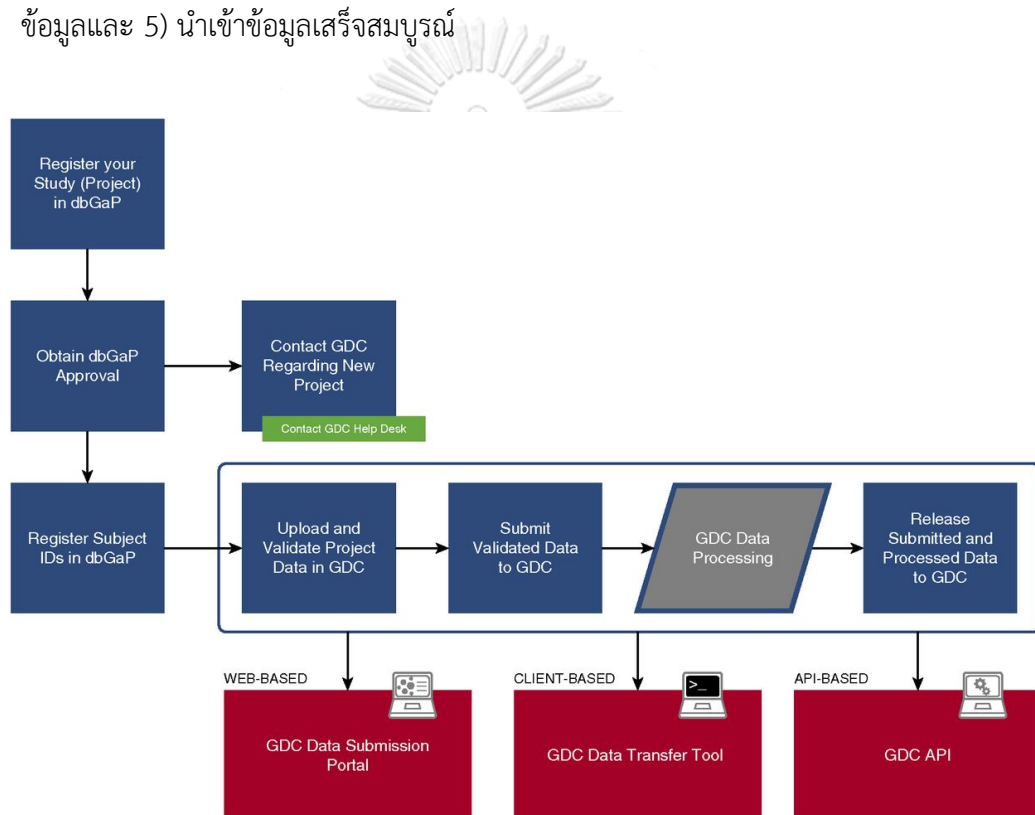 ข้อมูลและ 5) นำเข้าข้อมูลเสร็จสมบูรณ์
Register your
Study (Project)
in dbGaP
Obtain dbGaP
Approval
Contact GDC
Regarding New
Project
Contact GDC Help Desk
Register Subject
IDs in dbGaP
Upload and
Validate Project
Data in GDC
Submit
Validated Data
to GDC
GDC Data
Processing
Release
Submitted and
Processed Data
to GDC
WEB-BASED
GDC Data Submission
Portal
CLIENT-BASED
>_
GDC Data Transfer Tool
API-BASED
GDC API